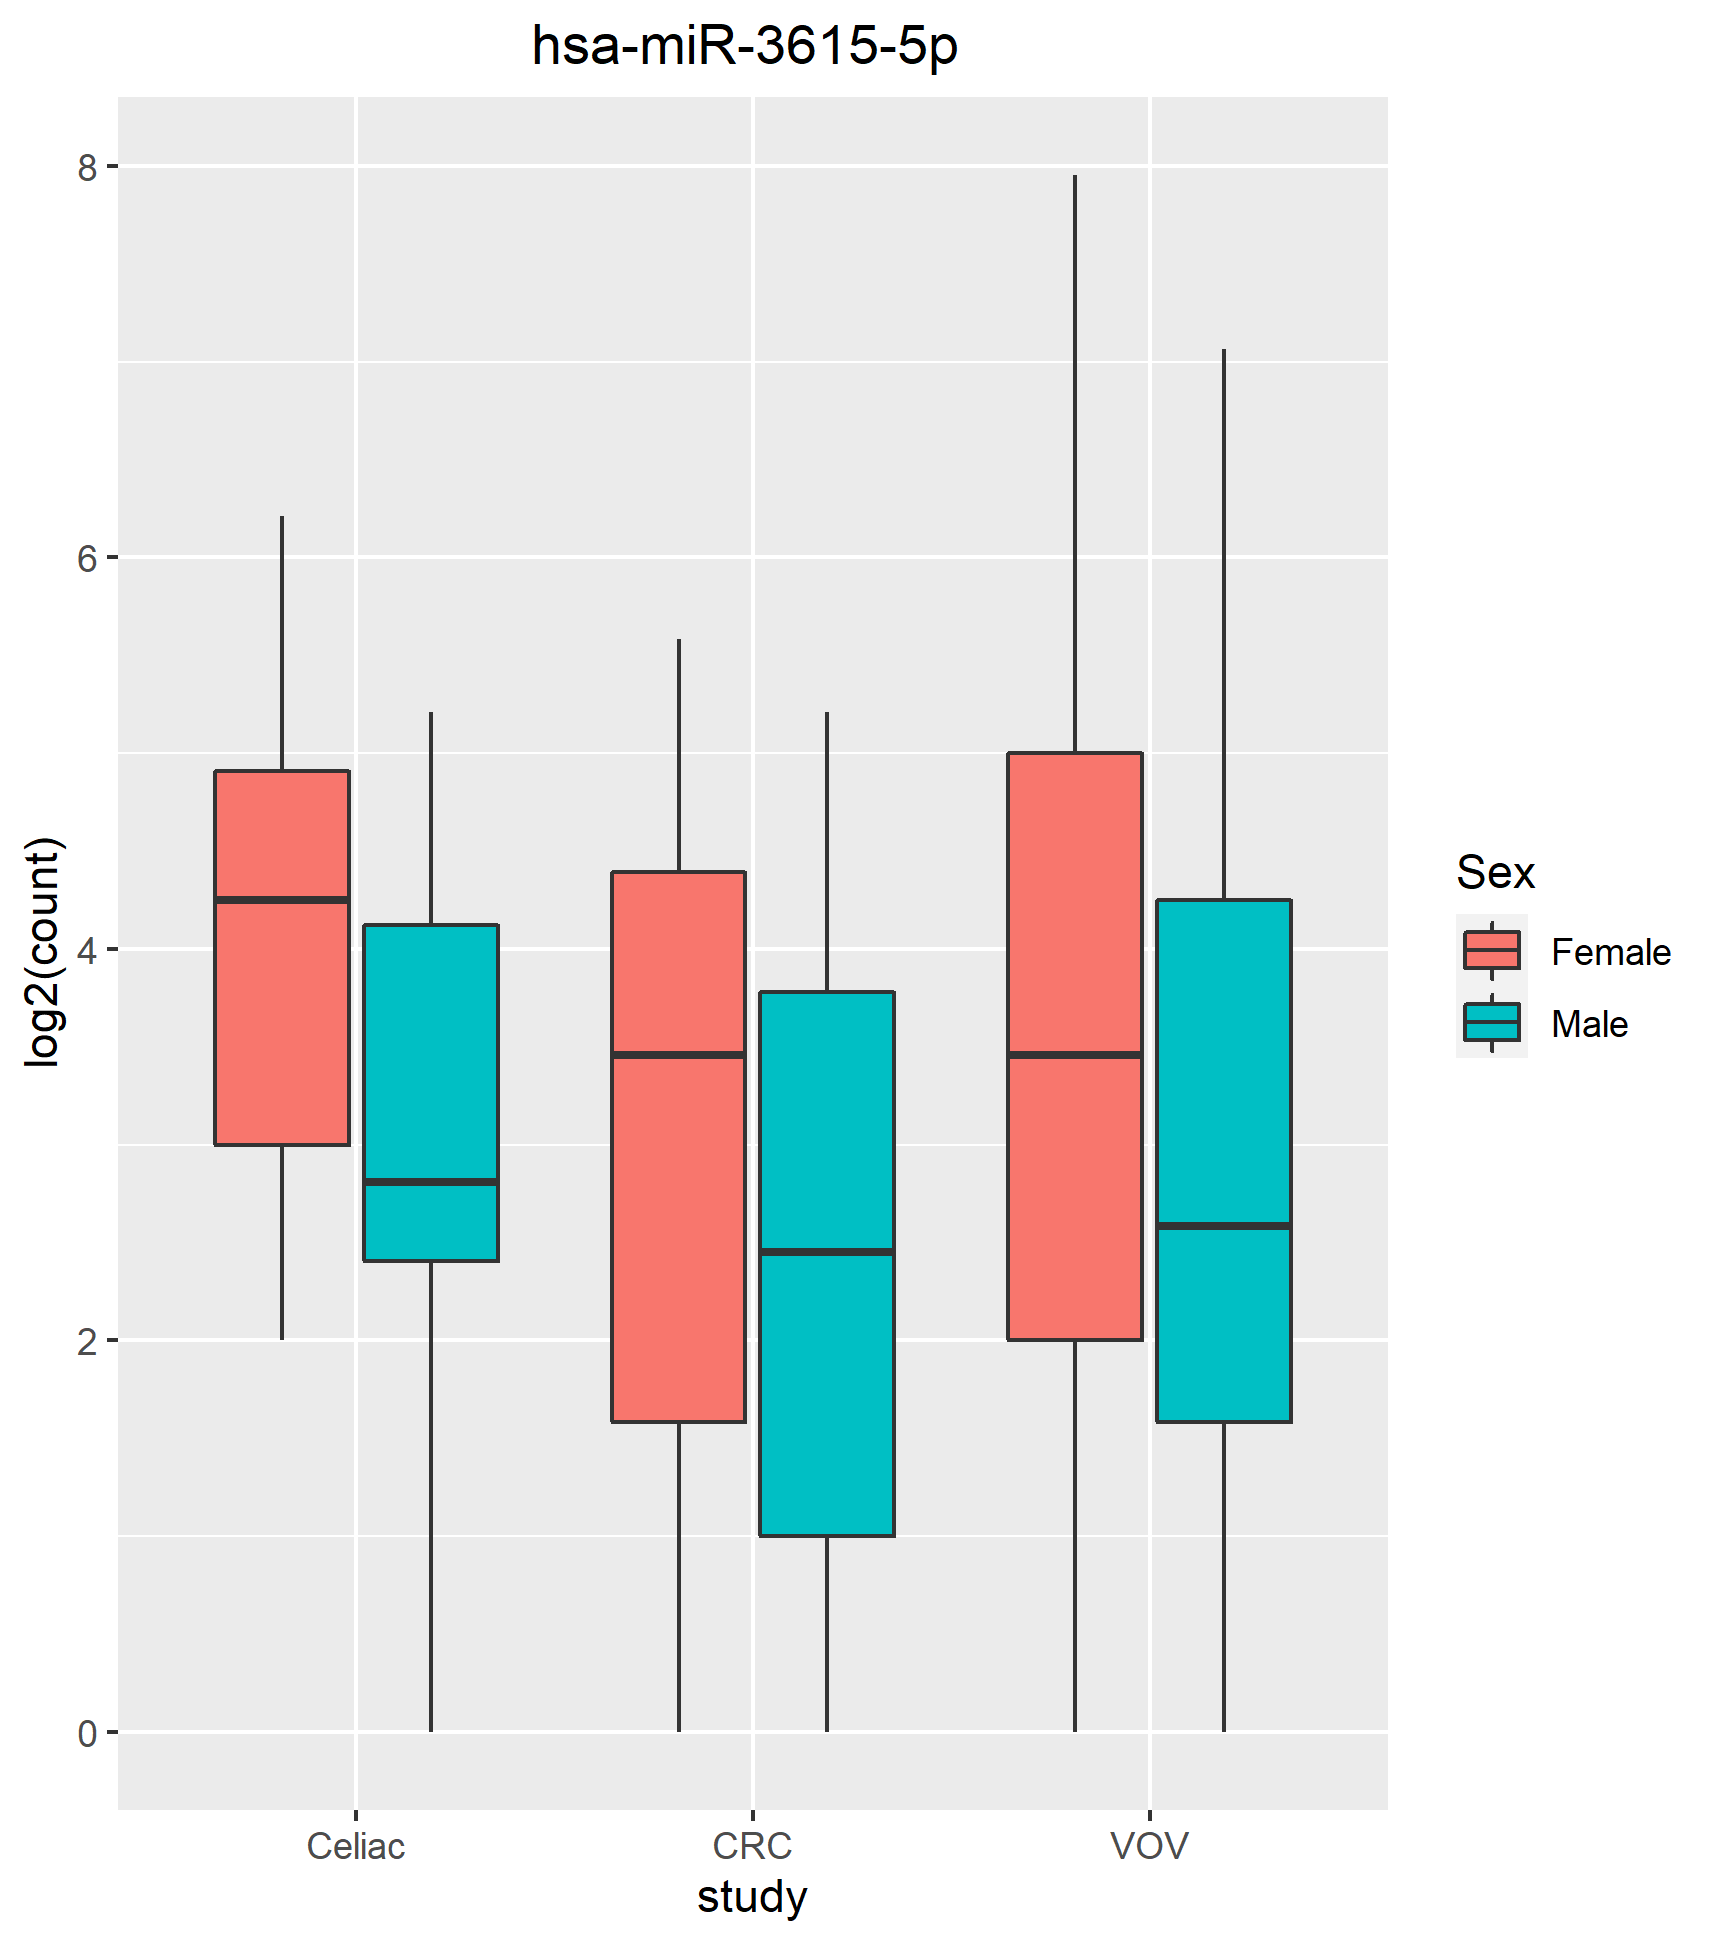 hsa-miR-3615-5p
log2(count)
8
6
4
2
0
Celiac CRC VOV
study
Sex
Female
Male